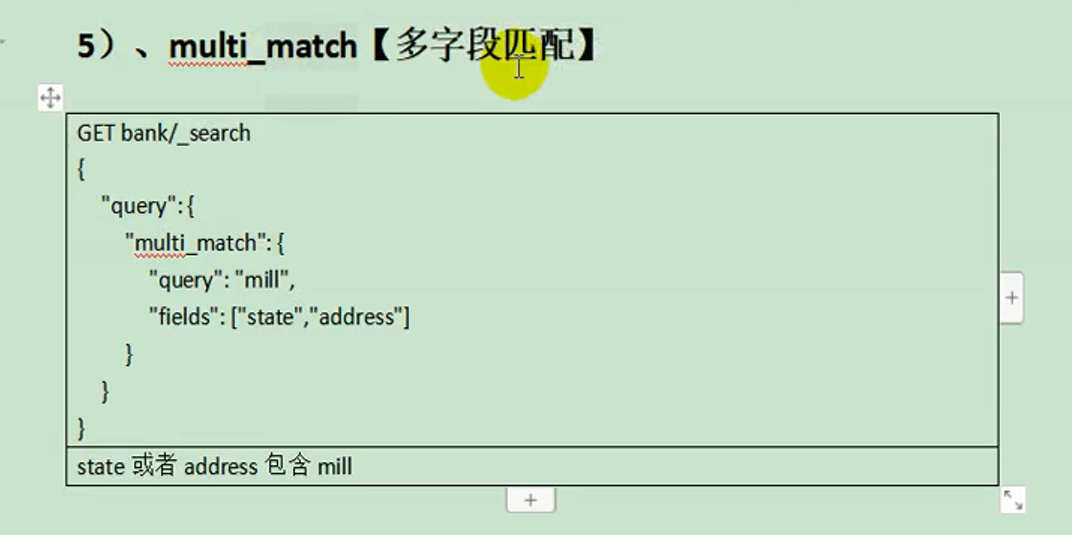 5）、multi_match【多字段匹配】
GET bank/_search
{
"query": {
"multi_match": {
"query": "mill",
"fields": ["state","address"]
}
}
}
state 或者 address 包含 mill